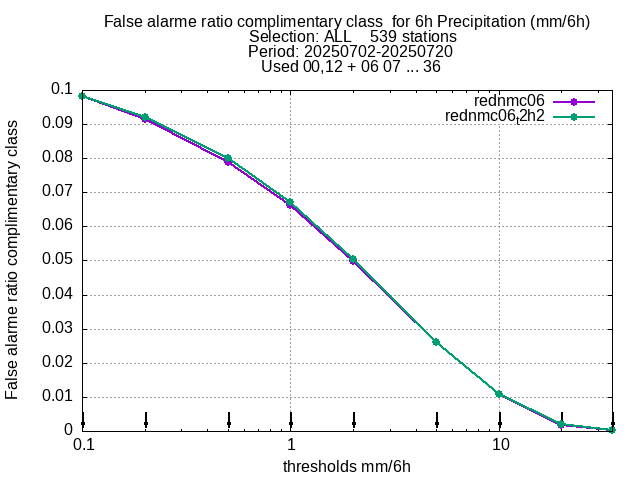 False alarme ratio complimentary class  for 6h Precipitation (mm/6h)
Selection: ALL    539 stations
Period: 20250702-20250720
Used 00,12 + 06 07 ... 36
rednmc06
rednmc06,2h2
0.1
0.09
0.08
0.07
0.06
0.05
0.04
0.03
0.02
0.01
0
False alarme ratio complimentary class
0.1
1
10
thresholds mm/6h